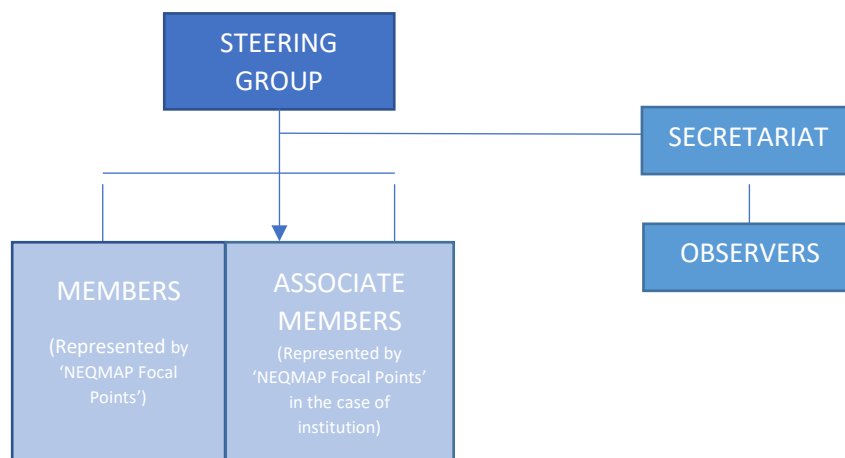 STEERING
GROUP
SECRETARIAT
OBSERVERS
MEMBERS
(Represented by
‘NEQMAP Focal
Points’)
ASSOCIATE
MEMBERS
(Represented by
‘NEQMAP Focal Points’
in the case of
institution)